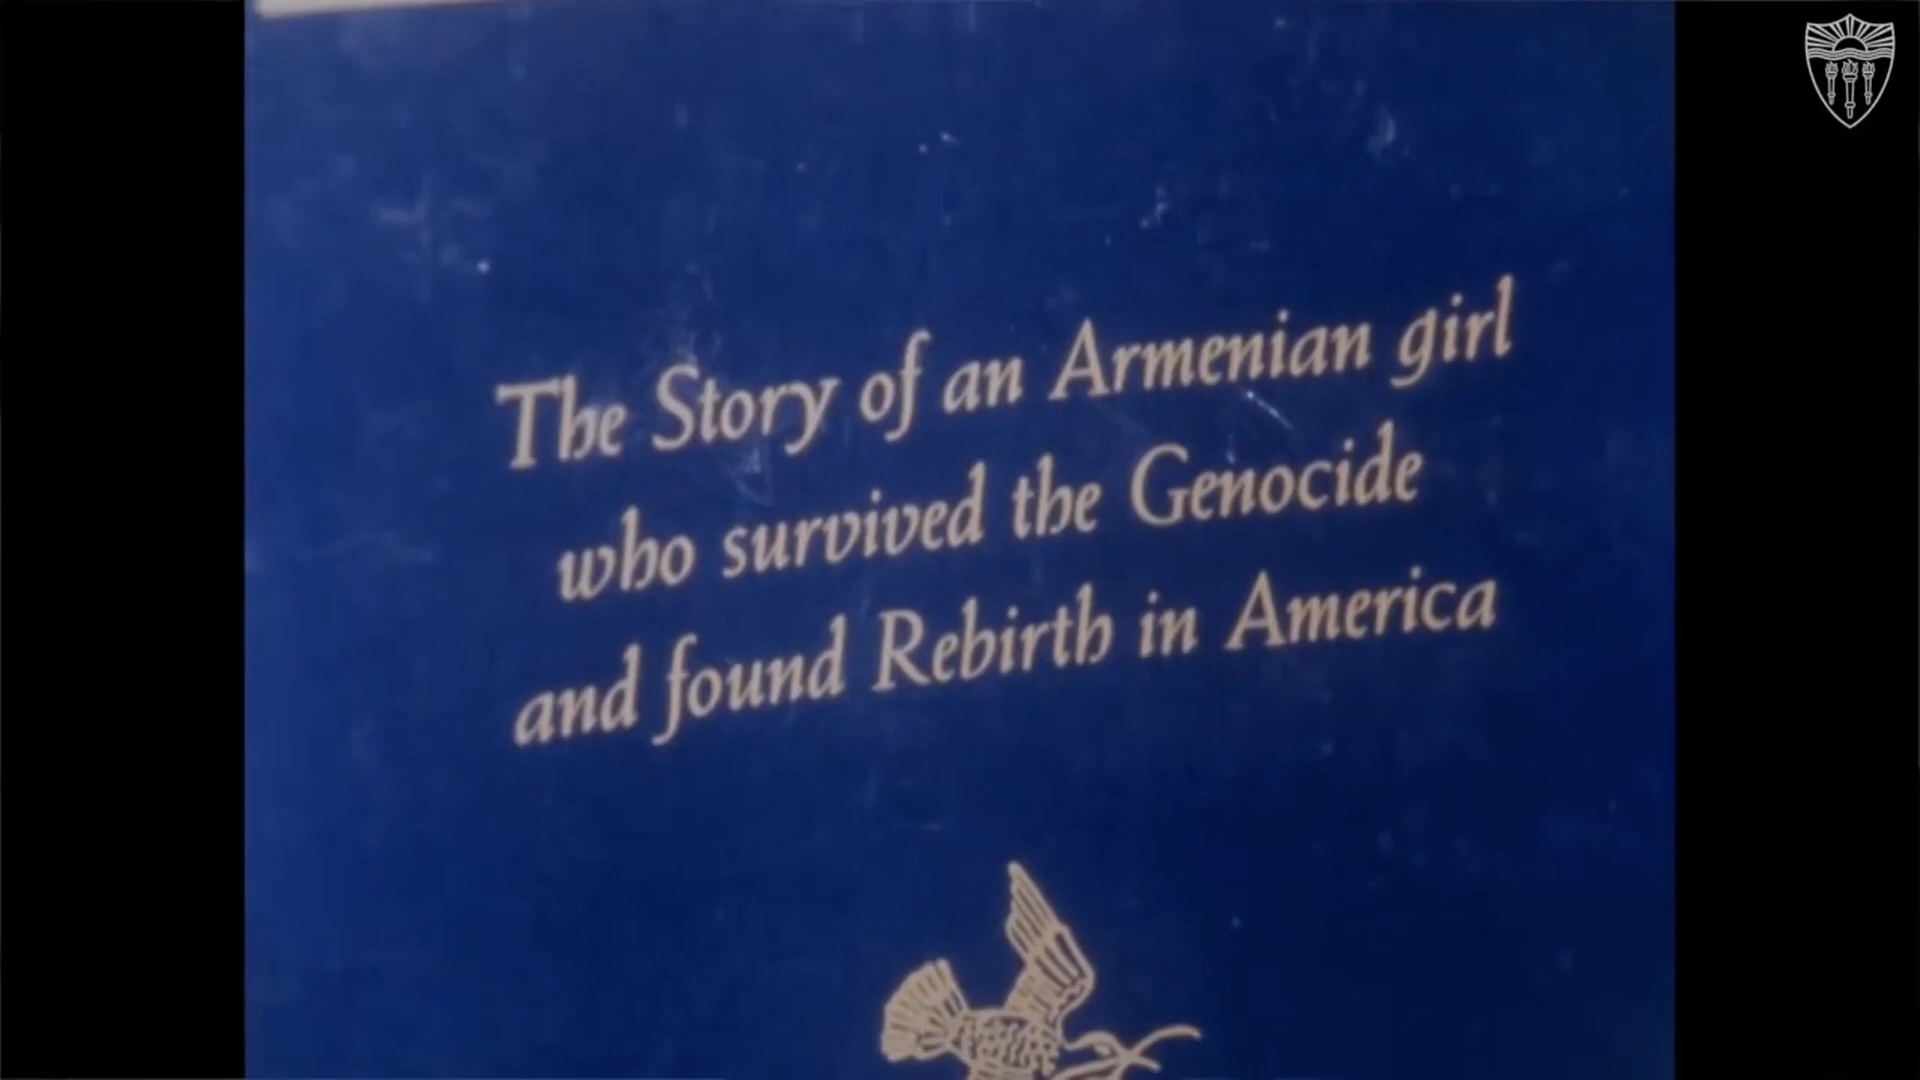 The Story of an Armenian girl
who survived the Genocide
and found Rebirth in America